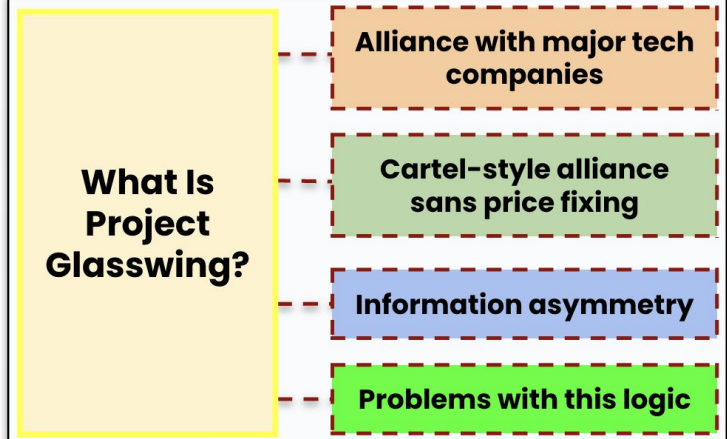 What Is
Project
Glasswing?
Alliance with major tech
companies
Cartel-style alliance
sans price fixing
Information asymmetry
Problems with this logic